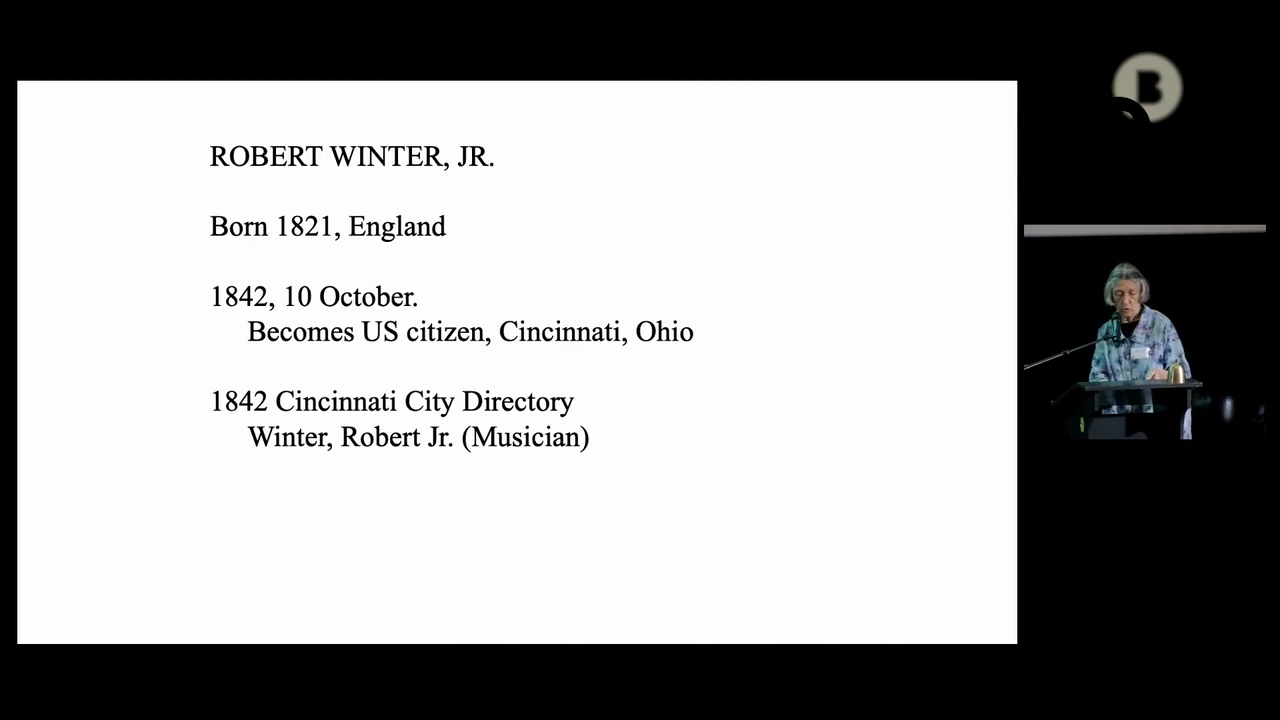 B
ROBERT WINTER, JR.
Born 1821, England
1842, 10 October.
Becomes US citizen, Cincinnati, Ohio
1842 Cincinnati City Directory
Winter, Robert Jr. (Musician)